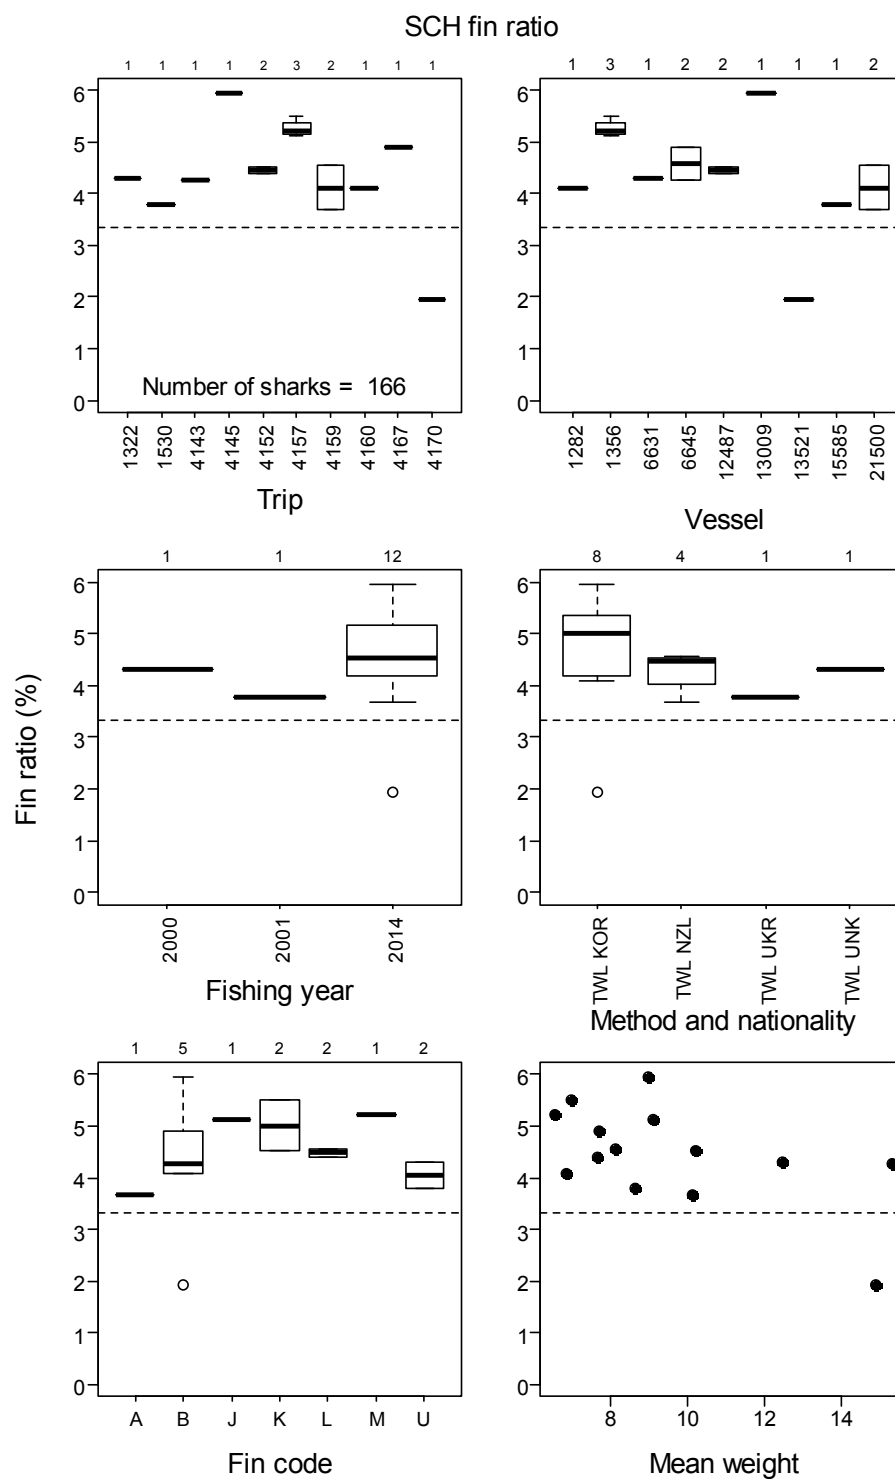 SCH fin ratio
1 1 1 1 2 3 2 1 1 1
6
5
4
3
2
1
0
Number of sharks = 166
1322 1530 4143 4145 4152 4157 4159 4160 4167 4170
Trip
1 3 1 2 2 1 1 1 2
6
5
4
3
2
1
0
1282 1356 6631 6645 12487 13009 13521 15585 21500
Vessel
Fin ratio (%)
1 1 12
6
5
4
3
2
1
0
2000 2001 2014
Fishing year
8 4 1 1
6
5
4
3
2
1
0
TWL KOR TWL NZL TWL UKR TWL UNK
Method and nationality
1 5 1 2 2 1 2
6
5
4
3
2
1
0
A B J K L M U
Fin code
6
5
4
3
2
1
0
8 10 12 14
Mean weight